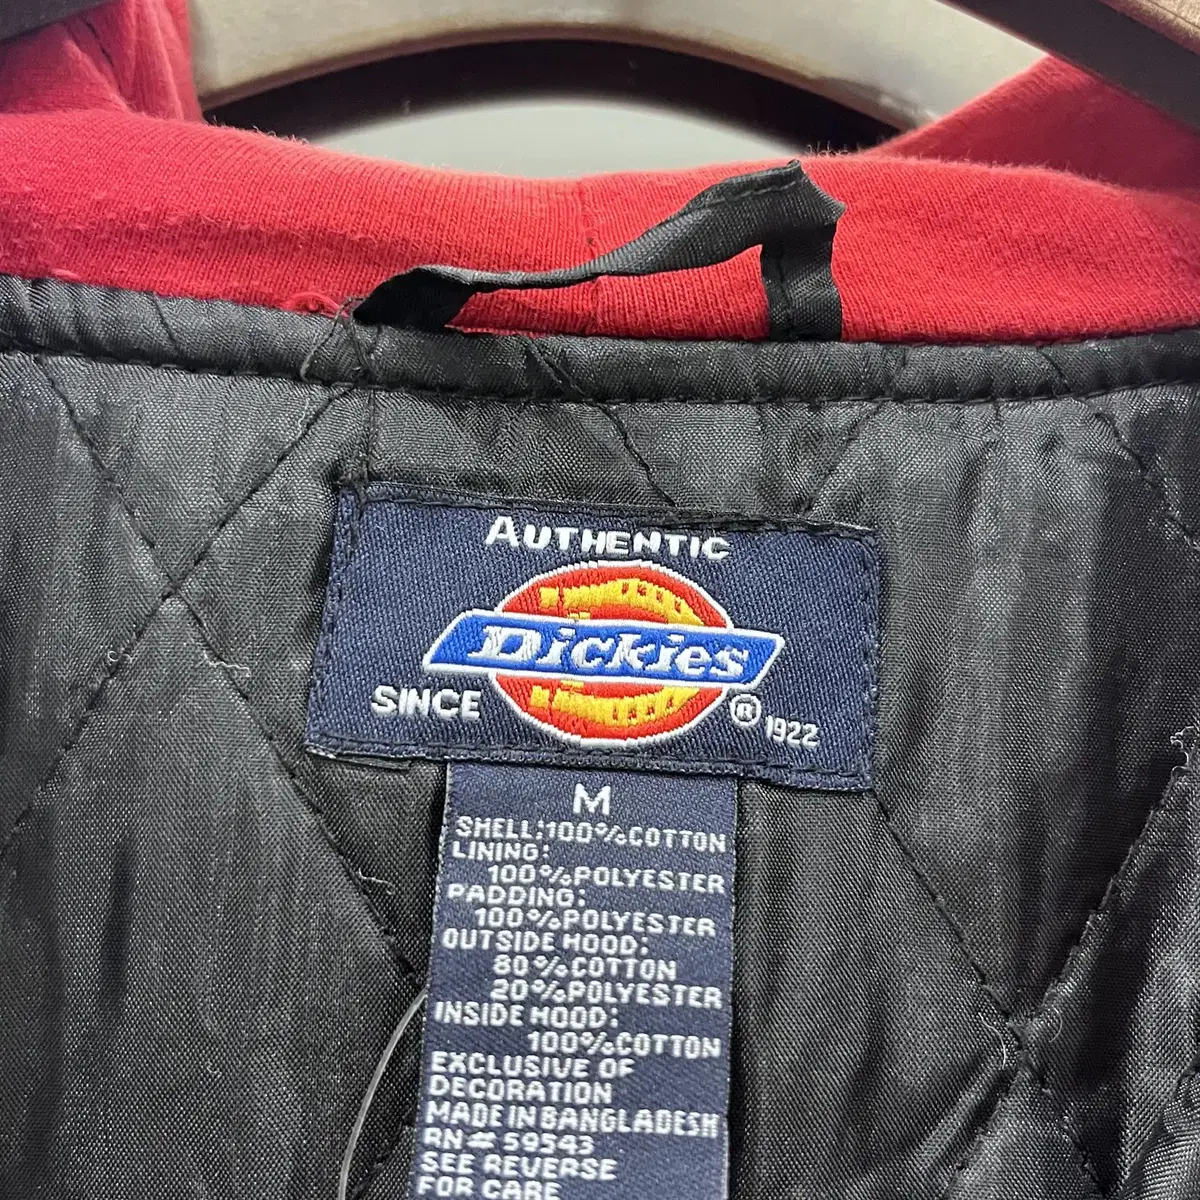 AUTHENTIC
Dickies
SINCE ® 1922
M
SHELL:100%COTTON
LINING:
100%POLYESTER
PADDING:
100%POLYESTER
OUTSIDE HOOD:
80%COTTON
20%POLYESTER
INSIDE HOOD:
100%COTTON
EXCLUSIVE OF
DECORATION
MADE IN BANGLADESH
RN#59543
SEE REVERSE
FOR CARE